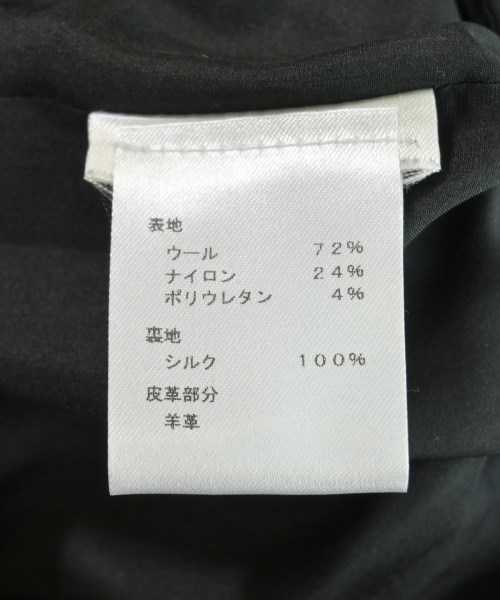 表地
ウール 72%
ナイロン 24%
ポリウレタン 4%
裏地
シルク 100%
皮革部分
羊革